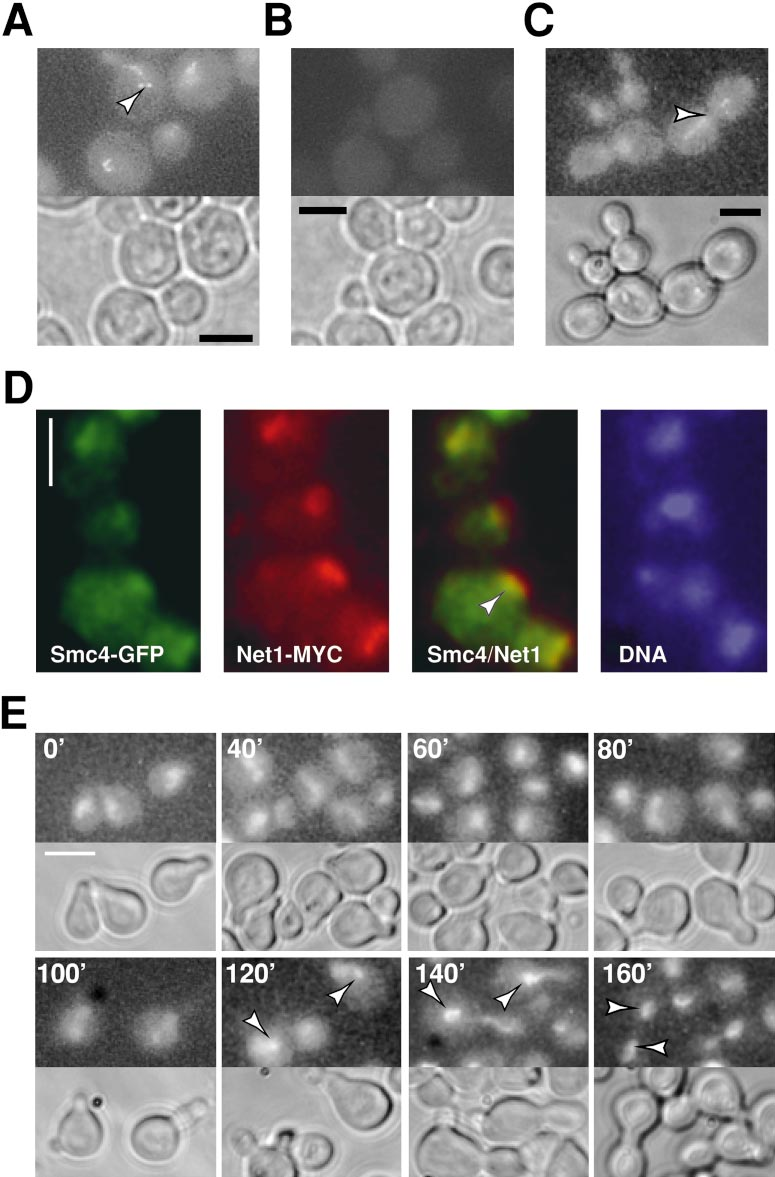 A
B
C
D
Smc4-GFP
Net1-MYC
Smc4/Net1
DNA
E
0'
40'
60'
80'
100'
120'
140'
160'